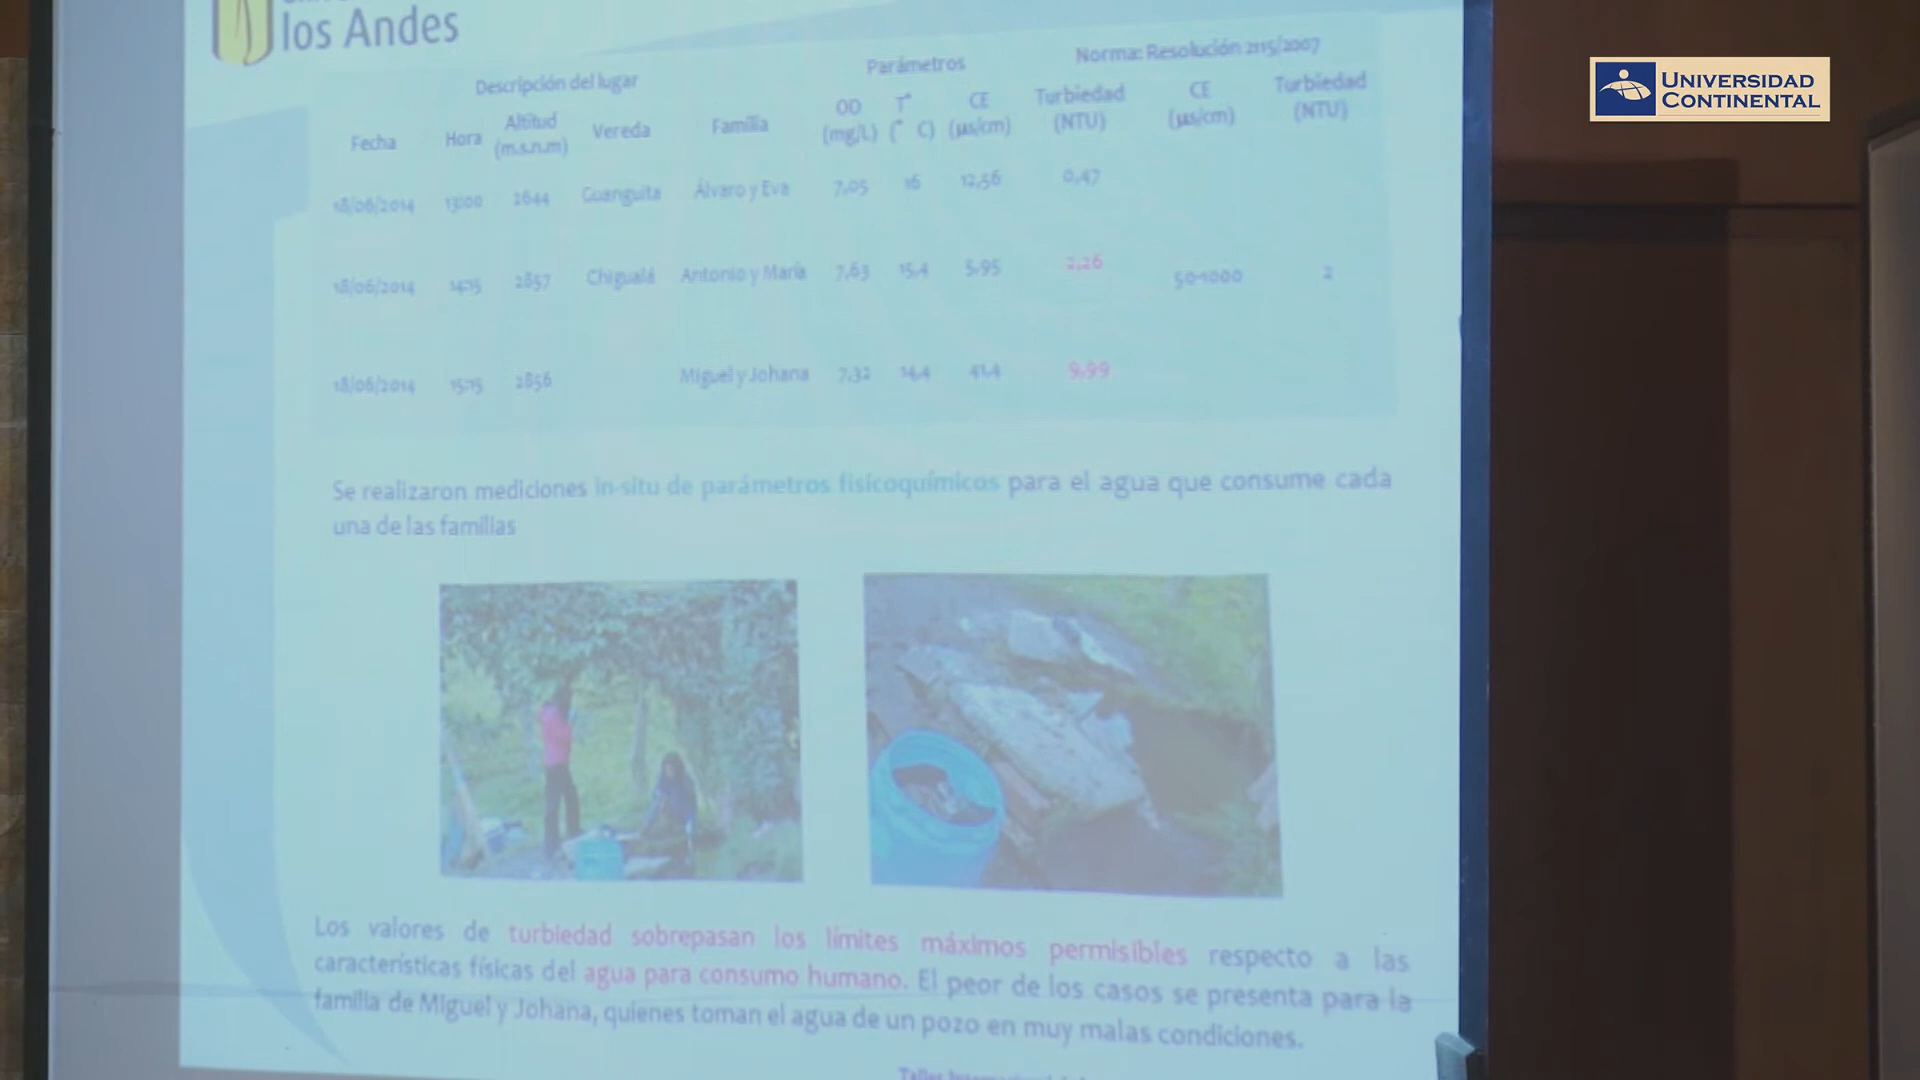 los Andes
UNIVERSIDAD
CONTINENTAL
Descripción del lugar Parámetros Norma: Resolución 2115/2007
Fecha Hora Altitud (m.s.n.m) Vereda Familia OD (mg/L) T° (° C) CE (µs/cm) Turbiedad (NTU) CE (µs/cm) Turbiedad (NTU)
18/06/2014 13:00 2644 Guanguita Álvaro y Eva 7,05 16 12,56 0,47
18/06/2014 14:15 2857 Chigualá Antonio y María 7,63 15,4 5,95 2,26 50-1000 2
18/06/2014 15:15 2856 Miguel y Johana 7,32 14,4 41,4 9,99
Se realizaron mediciones in-situ de parámetros fisicoquímicos para el agua que consume cada
una de las familias
Los valores de turbiedad sobrepasan los límites máximos permisibles respecto a las
características físicas del agua para consumo humano. El peor de los casos se presenta para la
familia de Miguel y Johana, quienes toman el agua de un pozo en muy malas condiciones.